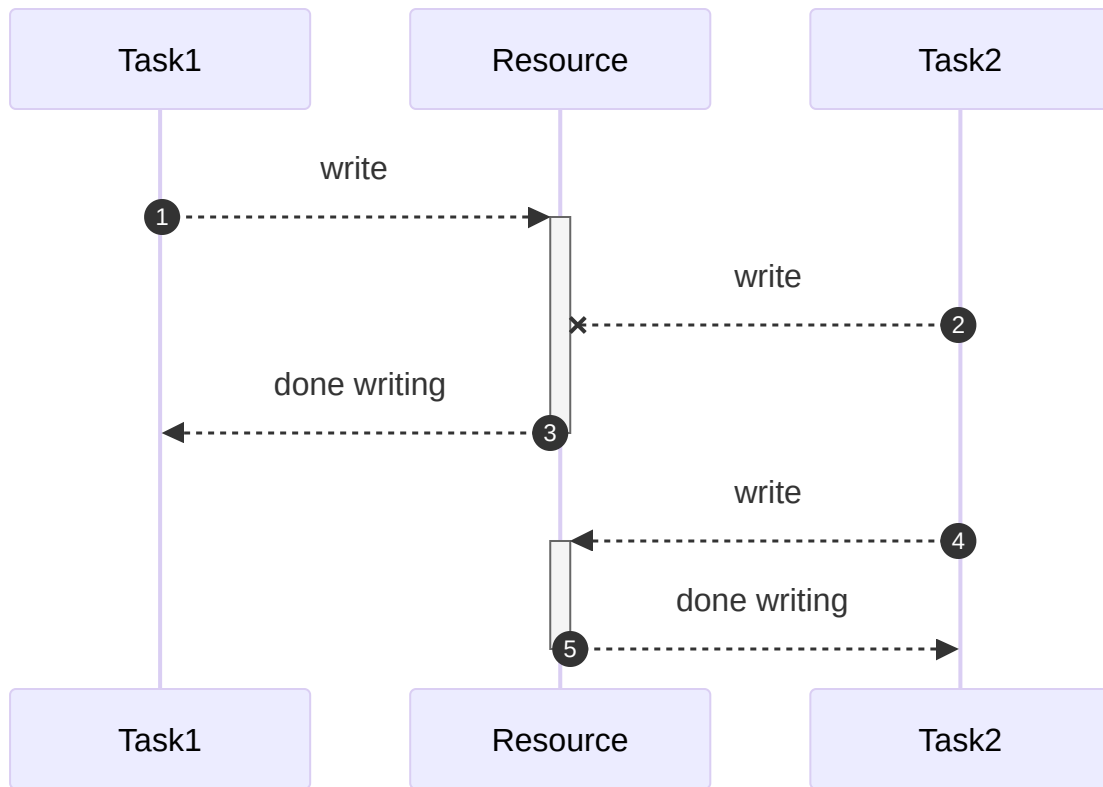 Task1 Resource Task2
write
1
write
2
done writing
3
write
4
done writing
5
Task1 Resource Task2